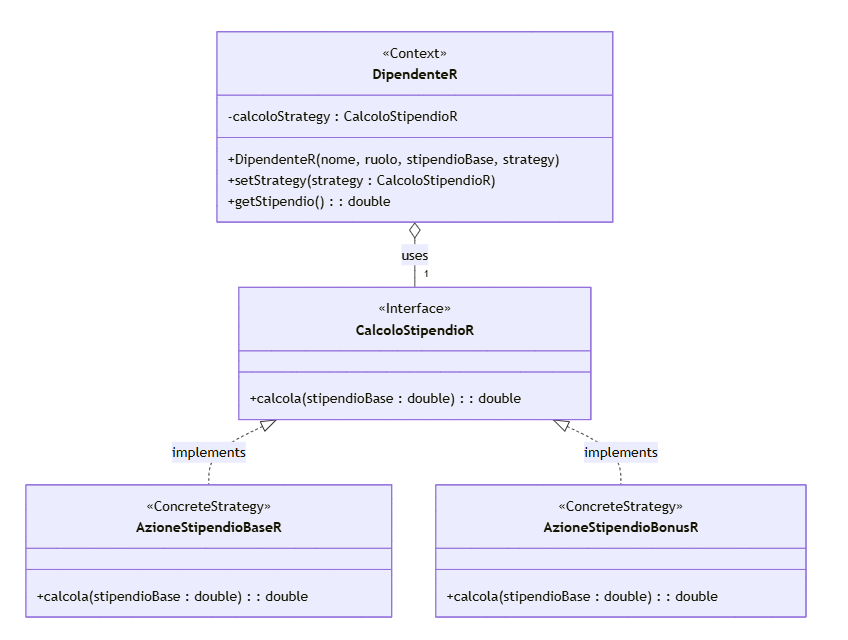 «Context»
DipendenteR
-calcoloStrategy : CalcoloStipendioR
+DipendenteR(nome, ruolo, stipendioBase, strategy)
+setStrategy(strategy : CalcoloStipendioR)
+getStipendio() : : double
uses
1
«Interface»
CalcoloStipendioR
+calcola(stipendioBase : double) : : double
implements
implements
«ConcreteStrategy»
AzioneStipendioBaseR
+calcola(stipendioBase : double) : : double
«ConcreteStrategy»
AzioneStipendioBonusR
+calcola(stipendioBase : double) : : double